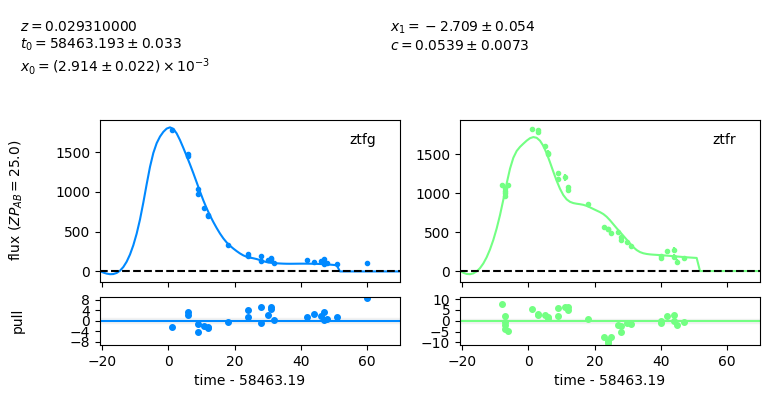 z = 0.029310000
t₀ = 58463.193 ± 0.033
x₀ = (2.914 ± 0.022) × 10⁻³
x₁ = −2.709 ± 0.054
c = 0.0539 ± 0.0073
flux (ZP_AB = 25.0)
1500
1000
500
0
ztfg
1500
1000
500
0
ztfr
pull
8
4
0
−4
−8
−20 0 20 40 60
time - 58463.19
10
5
0
−5
−10
−20 0 20 40 60
time - 58463.19